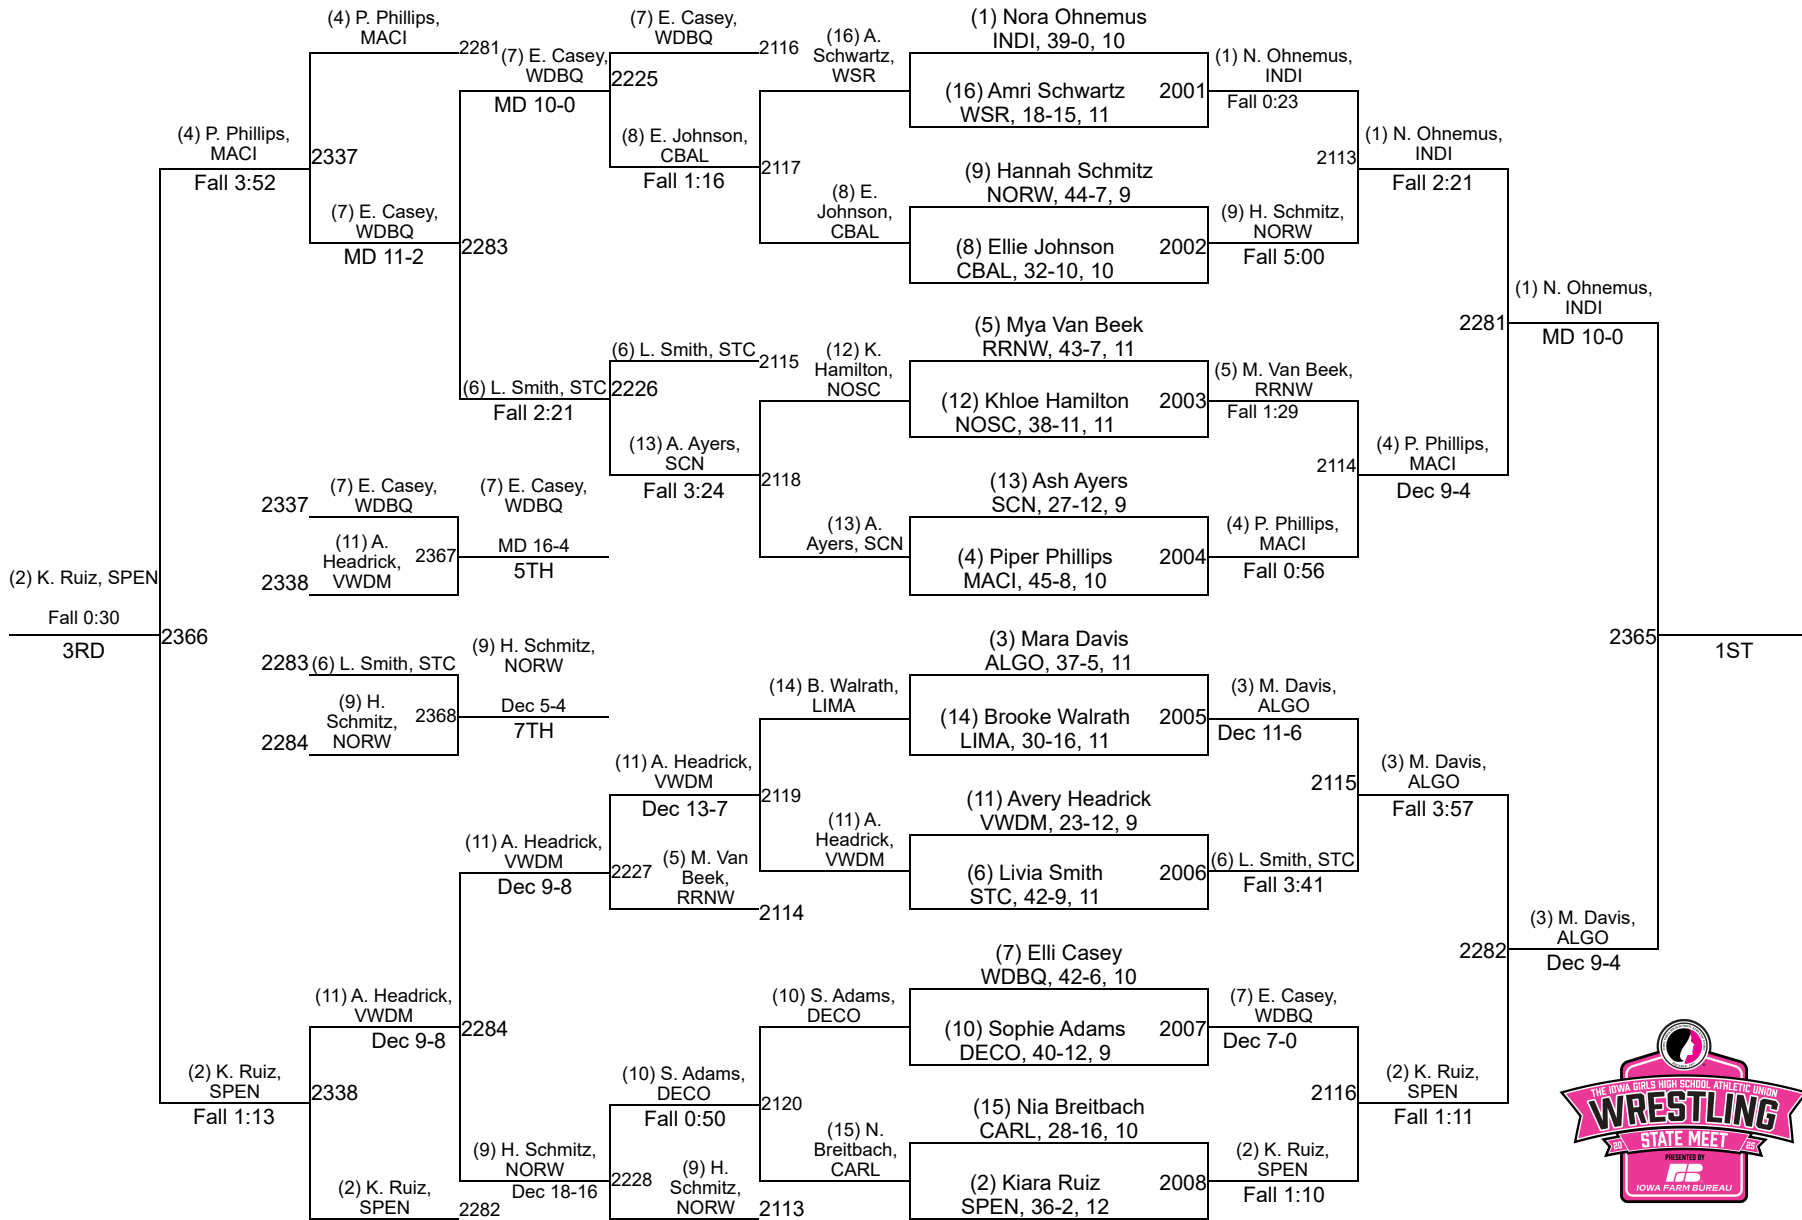 (4) P. Phillips,
MACI
2281
(7) E. Casey,
WDBQ
MD 10-0
(7) E. Casey,
WDBQ
2116
2225
(8) E. Johnson,
CBAL
Fall 1:16
2117
(16) A.
Schwartz,
WSR
(8) E.
Johnson,
CBAL
(1) Nora Ohnemus
INDI, 39-0, 10
(16) Amri Schwartz
WSR, 18-15, 11
2001
(1) N. Ohnemus,
INDI
Fall 0:23
(9) Hannah Schmitz
NORW, 44-7, 9
(8) Ellie Johnson
CBAL, 32-10, 10
2002
(9) H. Schmitz,
NORW
Fall 5:00
2113
(1) N. Ohnemus,
INDI
Fall 2:21
(4) P. Phillips,
MACI
Fall 3:52
2337
(7) E. Casey,
WDBQ
MD 11-2
2283
(6) L. Smith, STC
Fall 2:21
(6) L. Smith, STC
2115
2226
(13) A. Ayers,
SCN
Fall 3:24
2118
(12) K.
Hamilton,
NOSC
(13) A.
Ayers, SCN
(5) Mya Van Beek
RRNW, 43-7, 11
(12) Khloe Hamilton
NOSC, 38-11, 11
2003
(5) M. Van Beek,
RRNW
Fall 1:29
(13) Ash Ayers
SCN, 27-12, 9
(4) Piper Phillips
MACI, 45-8, 10
2004
(4) P. Phillips,
MACI
Fall 0:56
2114
(4) P. Phillips,
MACI
Dec 9-4
2281
(1) N. Ohnemus,
INDI
MD 10-0
2337
(7) E. Casey,
WDBQ
2338
(11) A.
Headrick,
VWDM
2367
(7) E. Casey,
WDBQ
MD 16-4
5TH
(2) K. Ruiz, SPEN
Fall 0:30
3RD
2366
2283
(6) L. Smith, STC
2284
(9) H.
Schmitz,
NORW
2368
(9) H. Schmitz,
NORW
Dec 5-4
7TH
2365
1ST
(3) Mara Davis
ALGO, 37-5, 11
(14) Brooke Walrath
LIMA, 30-16, 11
2005
(3) M. Davis,
ALGO
Dec 11-6
(14) B. Walrath,
LIMA
(11) A. Headrick,
VWDM
Dec 13-7
2119
(11) A.
Headrick,
VWDM
(11) Avery Headrick
VWDM, 23-12, 9
(6) Livia Smith
STC, 42-9, 11
2006
(6) L. Smith, STC
Fall 3:41
2115
(3) M. Davis,
ALGO
Fall 3:57
(11) A. Headrick,
VWDM
Dec 9-8
2227
(5) M. Van
Beek,
RRNW
2114
2282
(3) M. Davis,
ALGO
Dec 9-4
(7) Elli Casey
WDBQ, 42-6, 10
(10) Sophie Adams
DECO, 40-12, 9
2007
(7) E. Casey,
WDBQ
Dec 7-0
(10) S. Adams,
DECO
(11) A. Headrick,
VWDM
Dec 9-8
2284
(10) S. Adams,
DECO
Fall 0:50
2120
(15) N.
Breitbach,
CARL
(15) Nia Breitbach
CARL, 28-16, 10
(2) Kiara Ruiz
SPEN, 36-2, 12
2008
(2) K. Ruiz,
SPEN
Fall 1:10
2116
(2) K. Ruiz,
SPEN
Fall 1:11
(2) K. Ruiz,
SPEN
Fall 1:13
2338
(2) K. Ruiz,
SPEN
2282
(9) H. Schmitz,
NORW
Dec 18-16
2228
(9) H.
Schmitz,
NORW
2113
THE IOWA GIRLS HIGH SCHOOL ATHLETIC UNION
WRESTLING
20 STATE MEET 25
PRESENTED BY
FB
IOWA FARM BUREAU